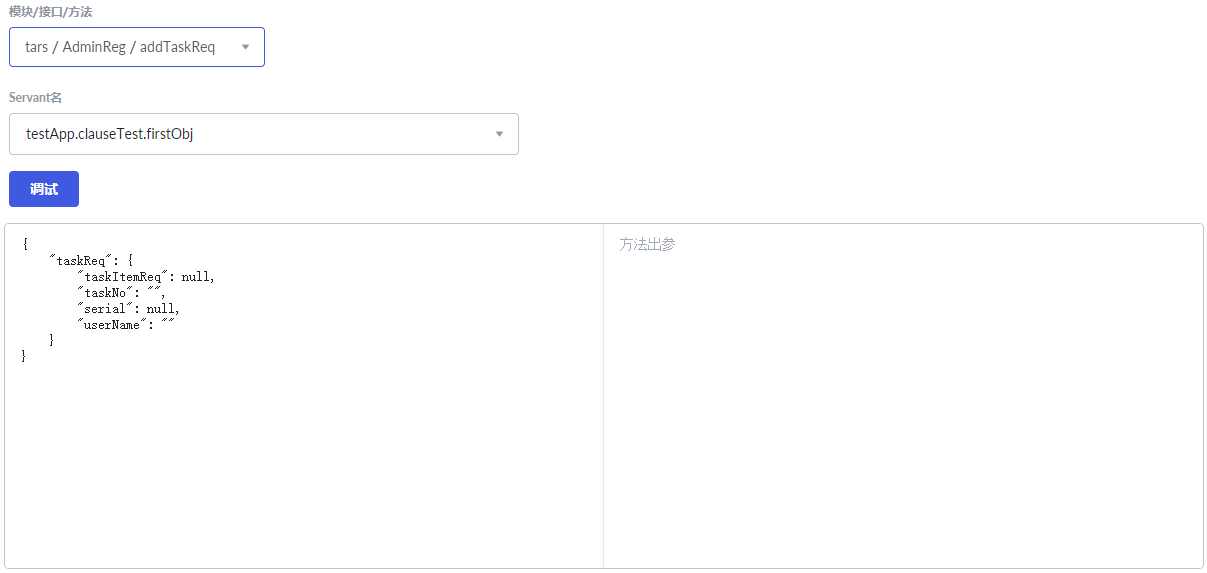 模块/接口/方法
tars / AdminReg / addTaskReq
Servant名
testApp.clauseTest.firstObj
调试
{
"taskReq": {
"taskItemReq": null,
"taskNo": "",
"serial": null,
"userName": ""
}
}
方法出参